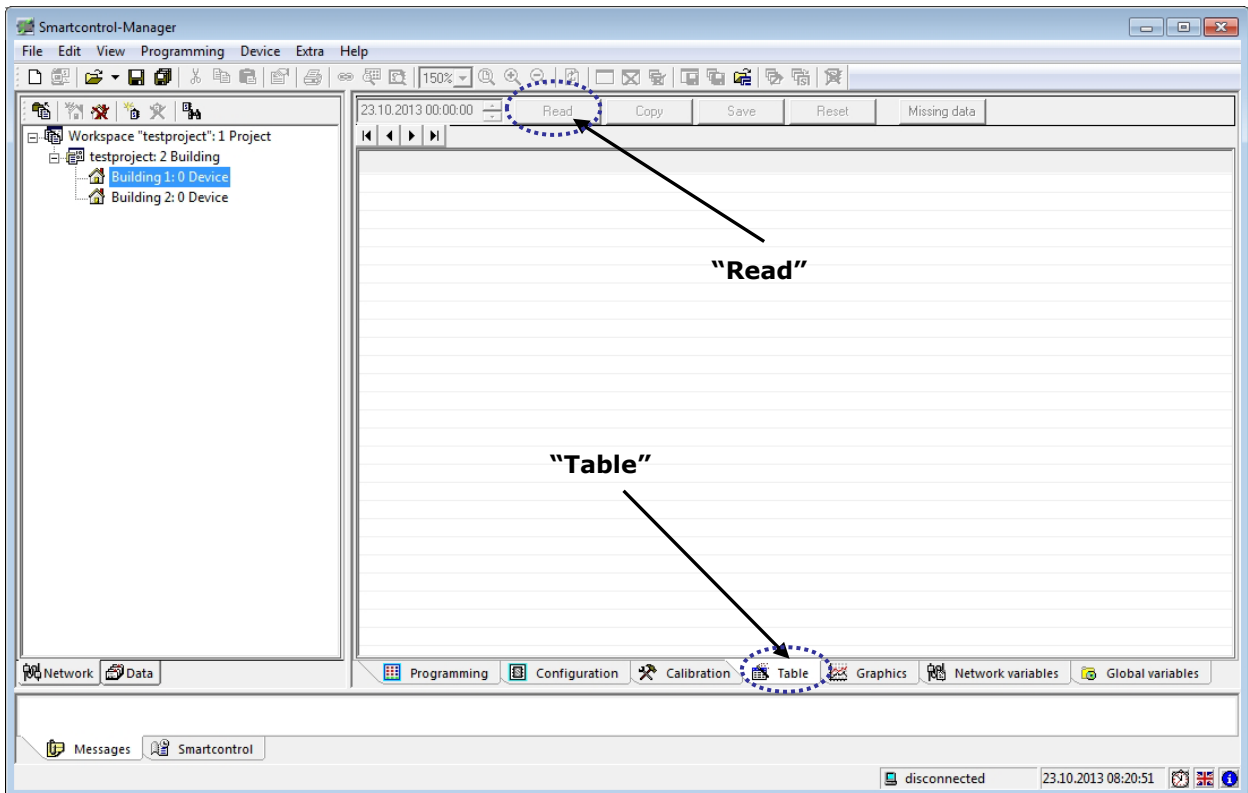 Smartcontrol-Manager
File Edit View Programming Device Extra Help
150%
23.10.2013 00:00:00 Read Copy Save Reset Missing data
Workspace "testproject": 1 Project
testproject: 2 Building
Building 1: 0 Device
Building 2: 0 Device
“Read”
“Table”
Network Data
Programming Configuration Calibration Table Graphics Network variables Global variables
Messages Smartcontrol
disconnected 23.10.2013 08:20:51